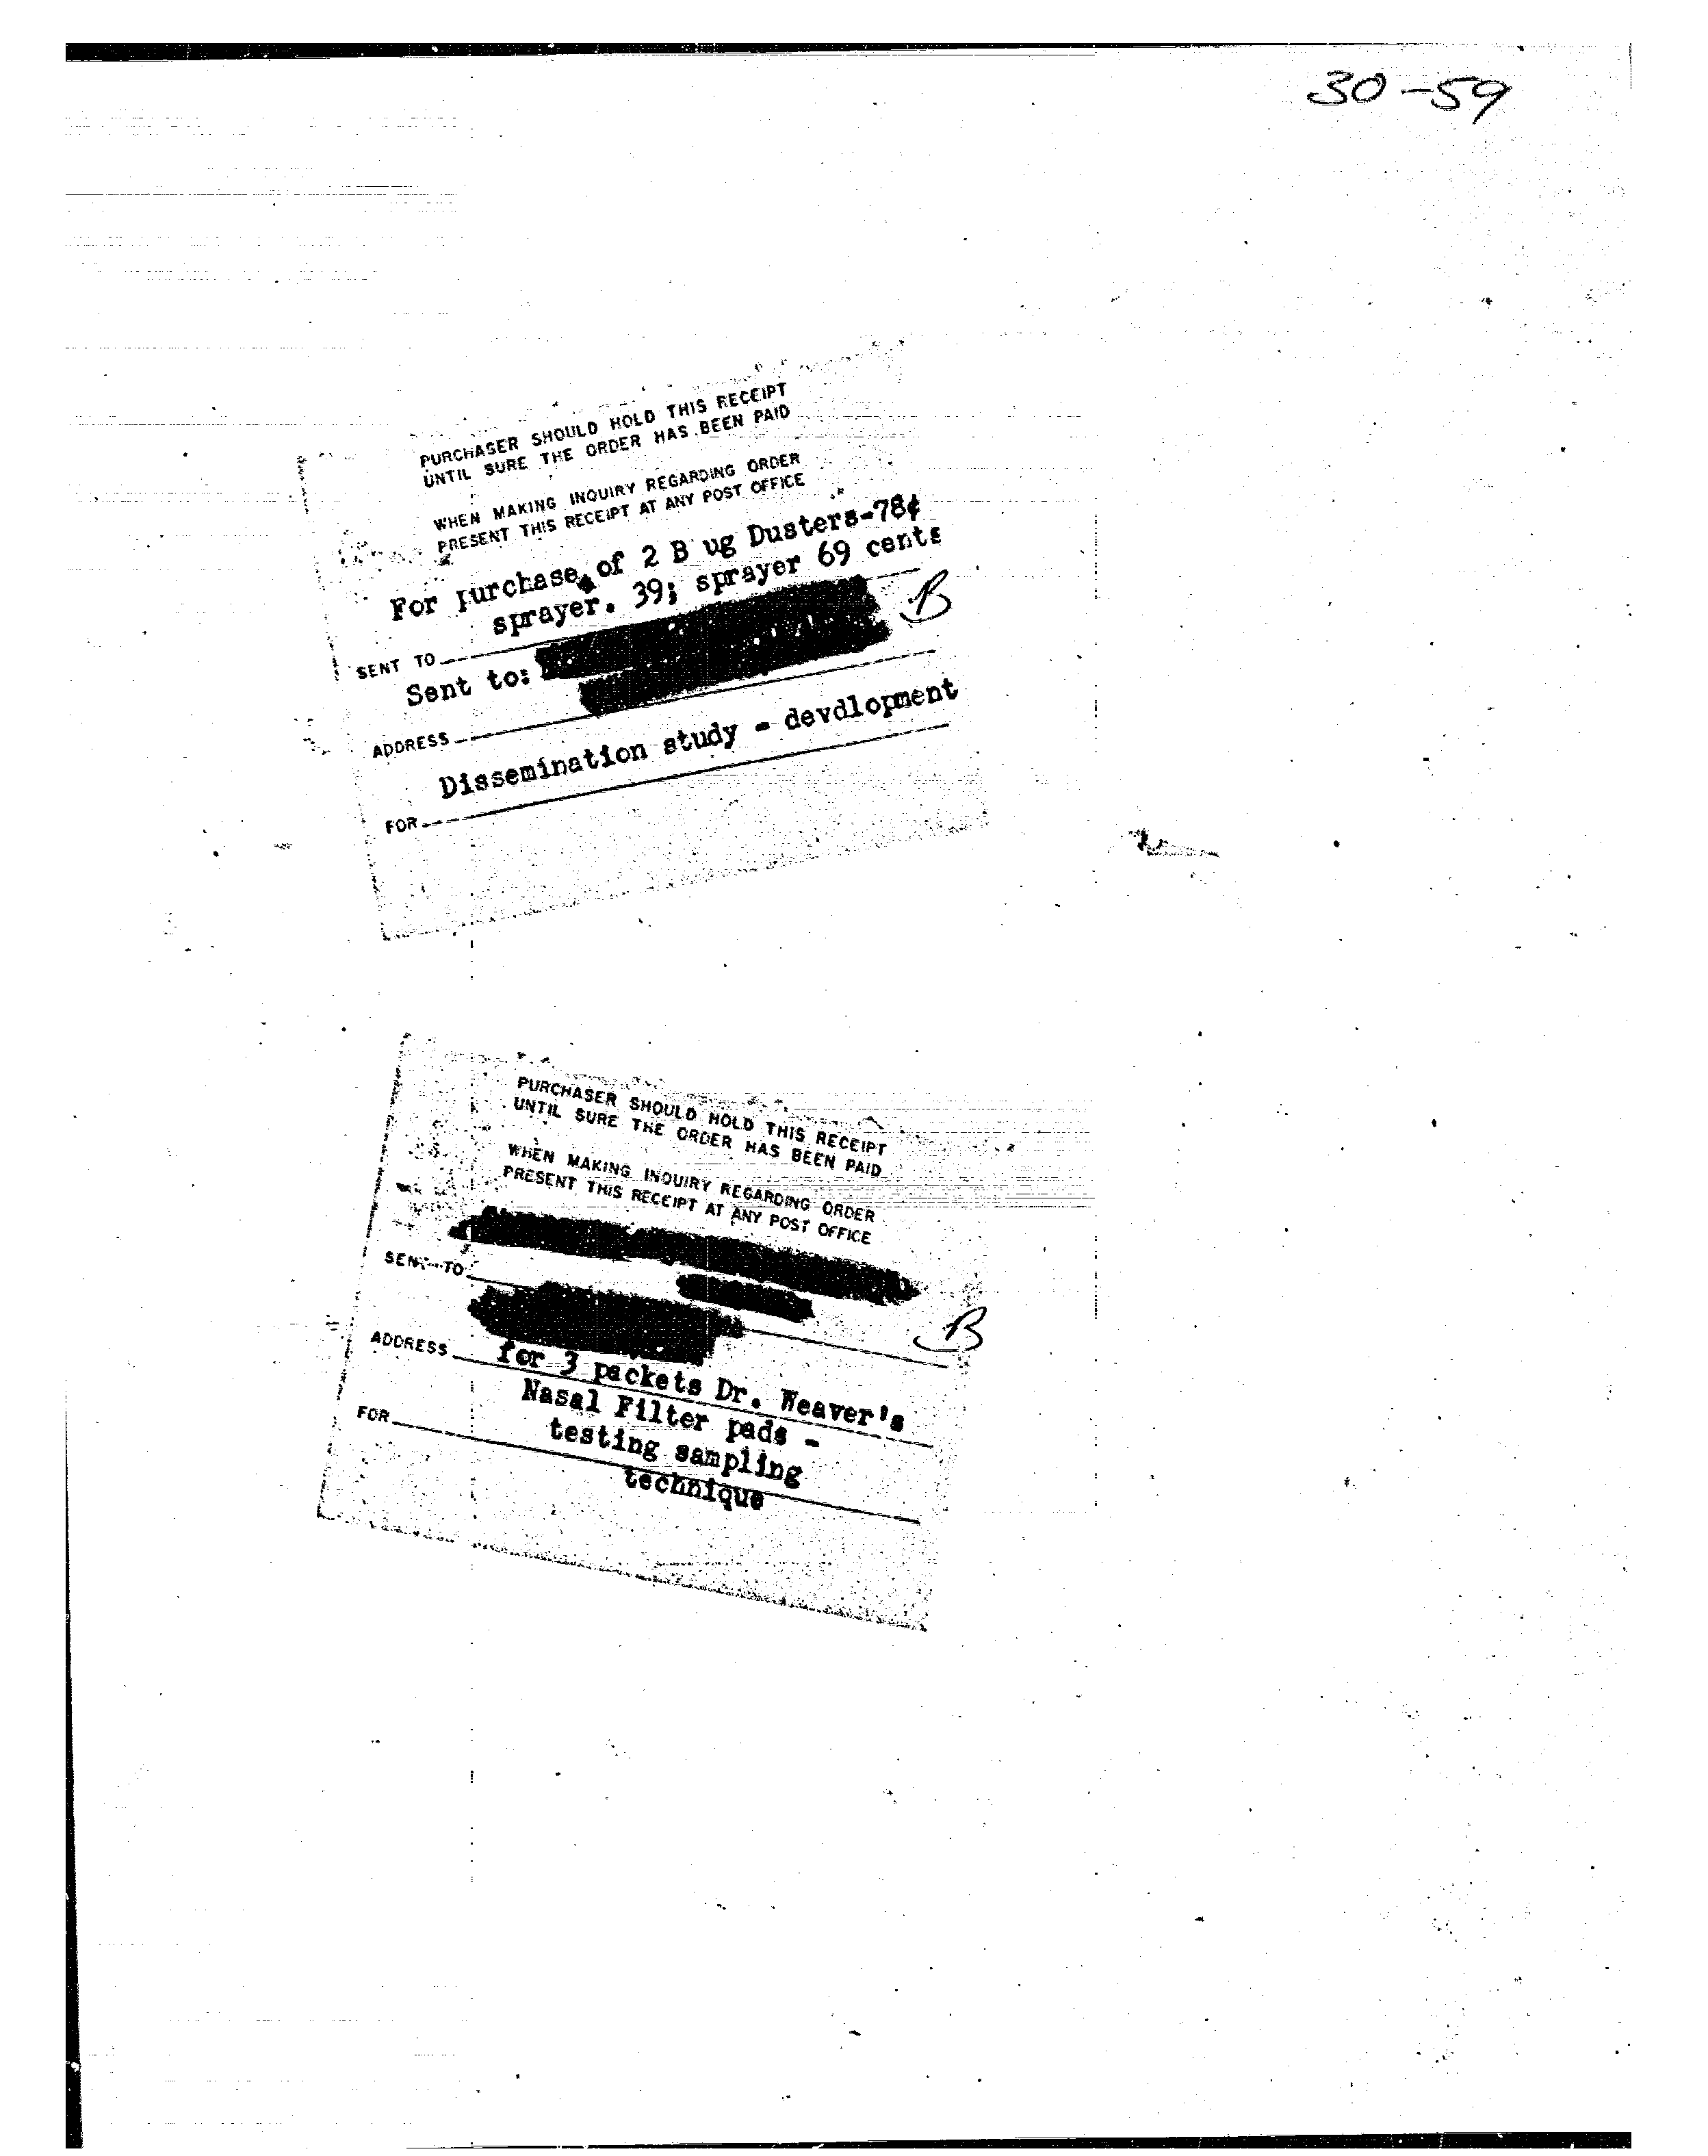 30-59
PURCHASER SHOULD HOLD THIS RECEIPT
UNTIL SURE THE ORDER HAS BEEN PAID
WHEN MAKING INQUIRY REGARDING ORDER
PRESENT THIS RECEIPT AT ANY POST OFFICE
For purchase of 2 B ug Dusters-78¢
sprayer. 39; sprayer 69 cents
SENT TO
B
Sent to:
ADDRESS
Dissemination study - devdlopment
FOR
PURCHASER SHOULD HOLD THIS RECEIPT
UNTIL SURE THE ORDER HAS BEEN PAID
WHEN MAKING INQUIRY REGARDING ORDER
PRESENT THIS RECEIPT AT ANY POST OFFICE
SENT TO
B
ADDRESS
for 3 packets Dr. Weaver's
Nasal Filter pads -
FOR
testing sampling
technique